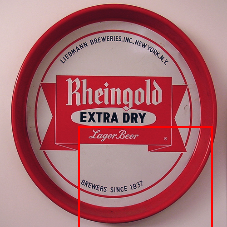 LIEBMANN BREWERIES, INC., NEW YORK, N.Y.
Rheingold
EXTRA DRY
Lager Beer
BREWERS SINCE 1837